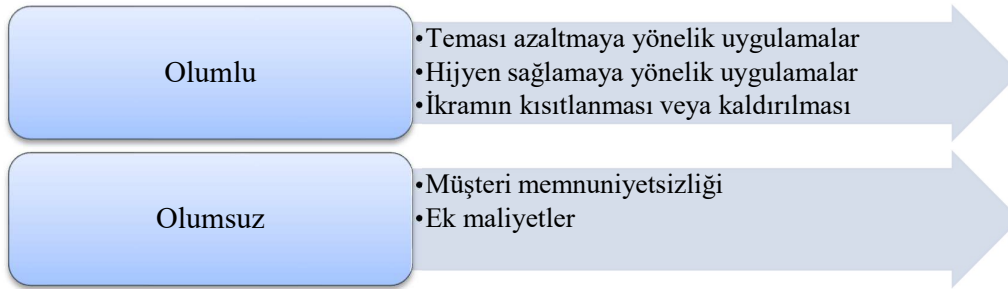 Olumlu
•Teması azaltmaya yönelik uygulamalar
•Hijyen sağlamaya yönelik uygulamalar
•İkramın kısıtlanması veya kaldırılması
Olumsuz
•Müşteri memnuniyetsizliği
•Ek maliyetler